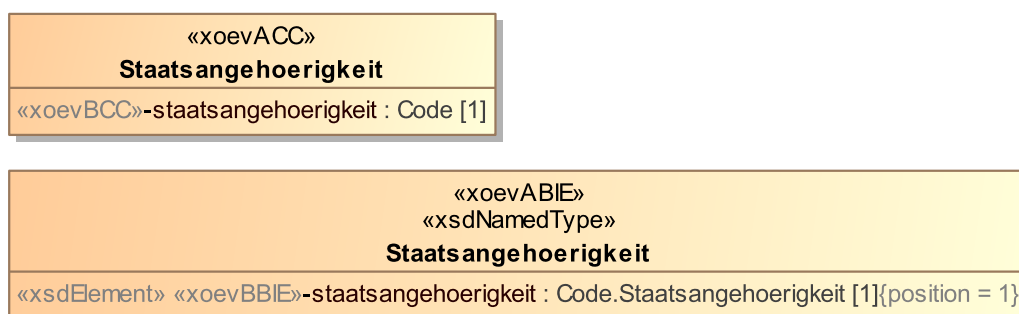 «xoevACC»
Staatsangehoerigkeit
«xoevBCC»-staatsangehoerigkeit : Code [1]
«xoevABIE»
«xsdNamedType»
Staatsangehoerigkeit
«xsdElement» «xoevBBIE»-staatsangehoerigkeit : Code.Staatsangehoerigkeit [1]{position = 1}